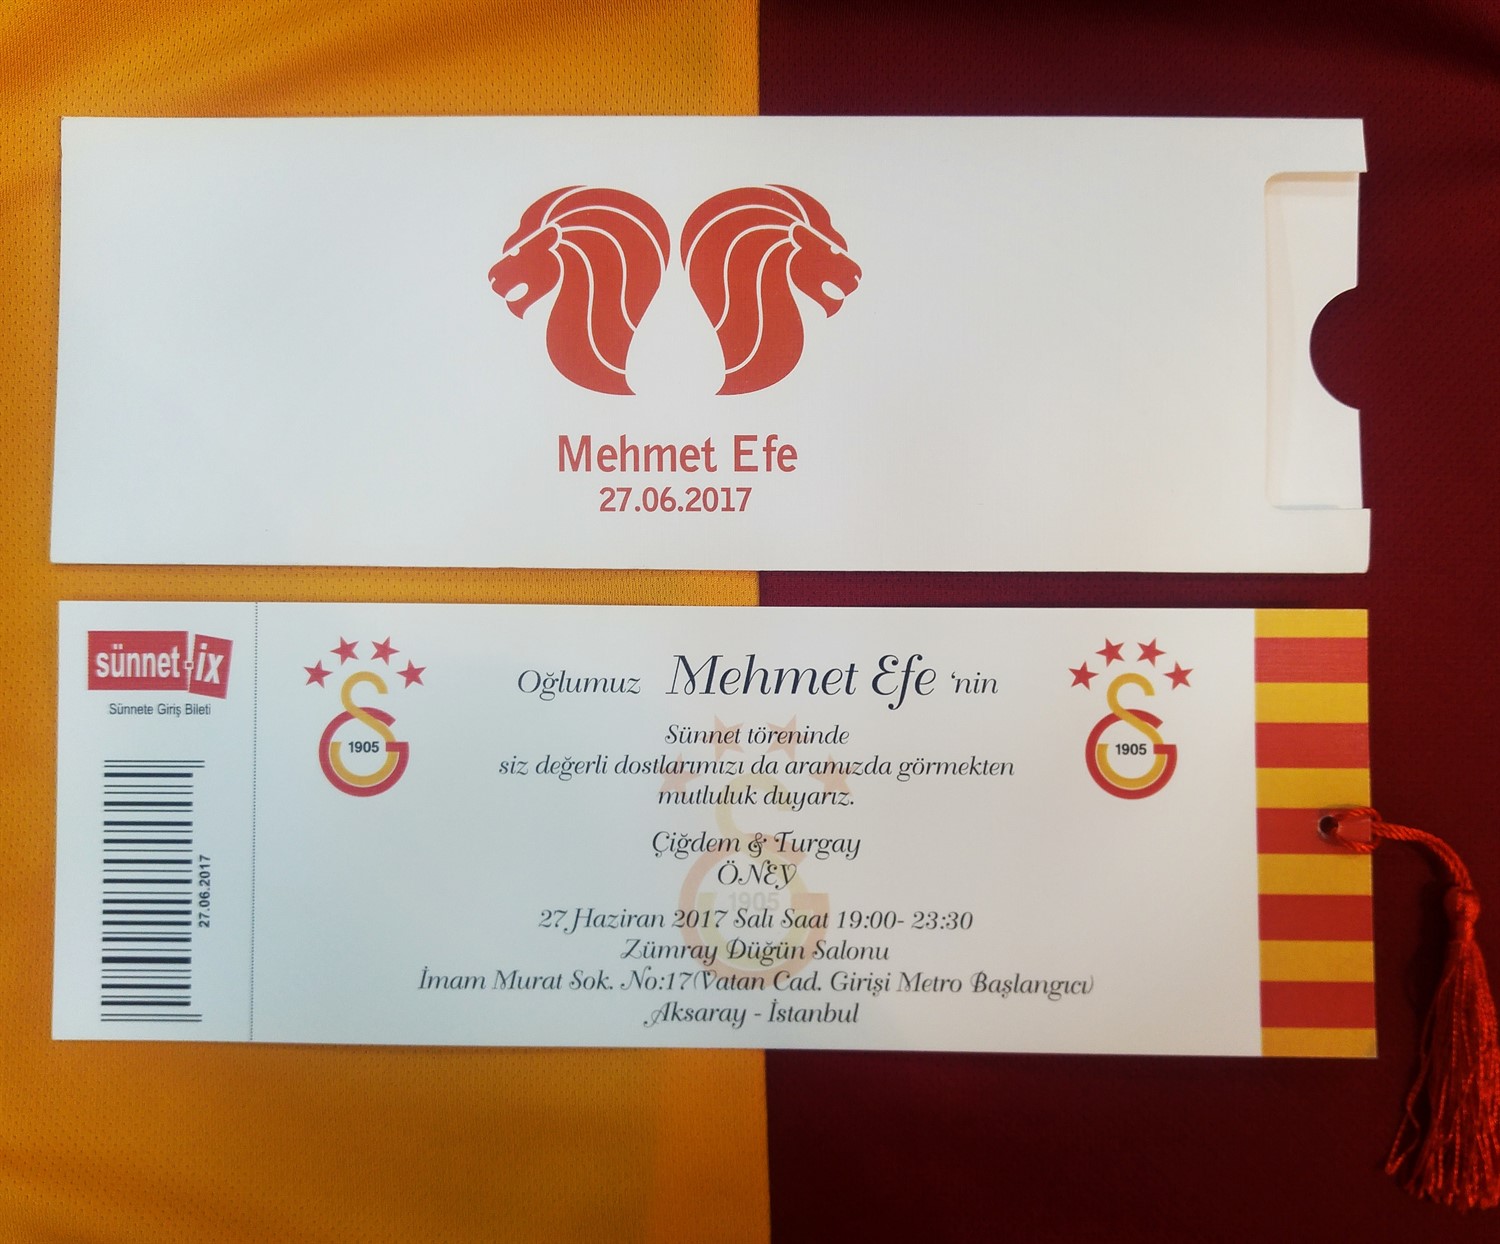 Mehmet Efe
27.06.2017
sünnet-ix
Sünnete Giriş Bileti
27.06.2017
1905
Oğlumuz Mehmet Efe 'nin
Sünnet töreninde
siz değerli dostlarımızı da aramızda görmekten
mutluluk duyarız.
Çiğdem & Turgay
ÖNEY
1905
27 Haziran 2017 Salı Saat 19:00- 23:30
Zümray Düğün Salonu
İmam Murat Sok. No:17(Vatan Cad. Girişi Metro Başlangıcı)
Aksaray - İstanbul
1905